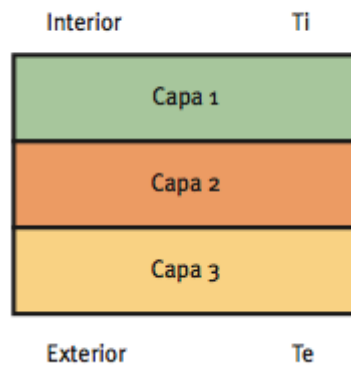 Interior Ti
Capa 1
Capa 2
Capa 3
Exterior Te